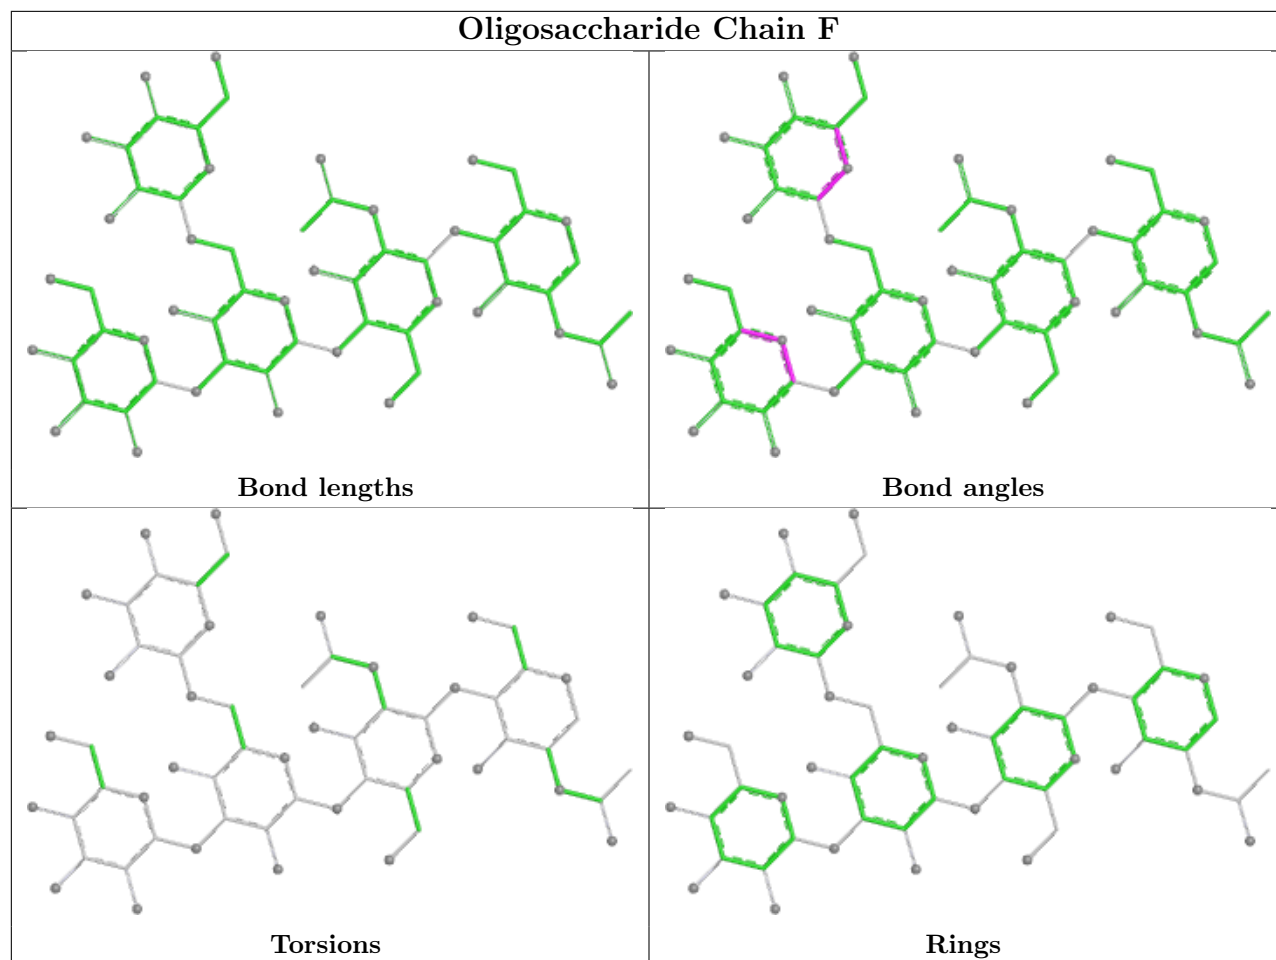 Oligosaccharide Chain F
Bond lengths
Bond angles
Torsions
Rings